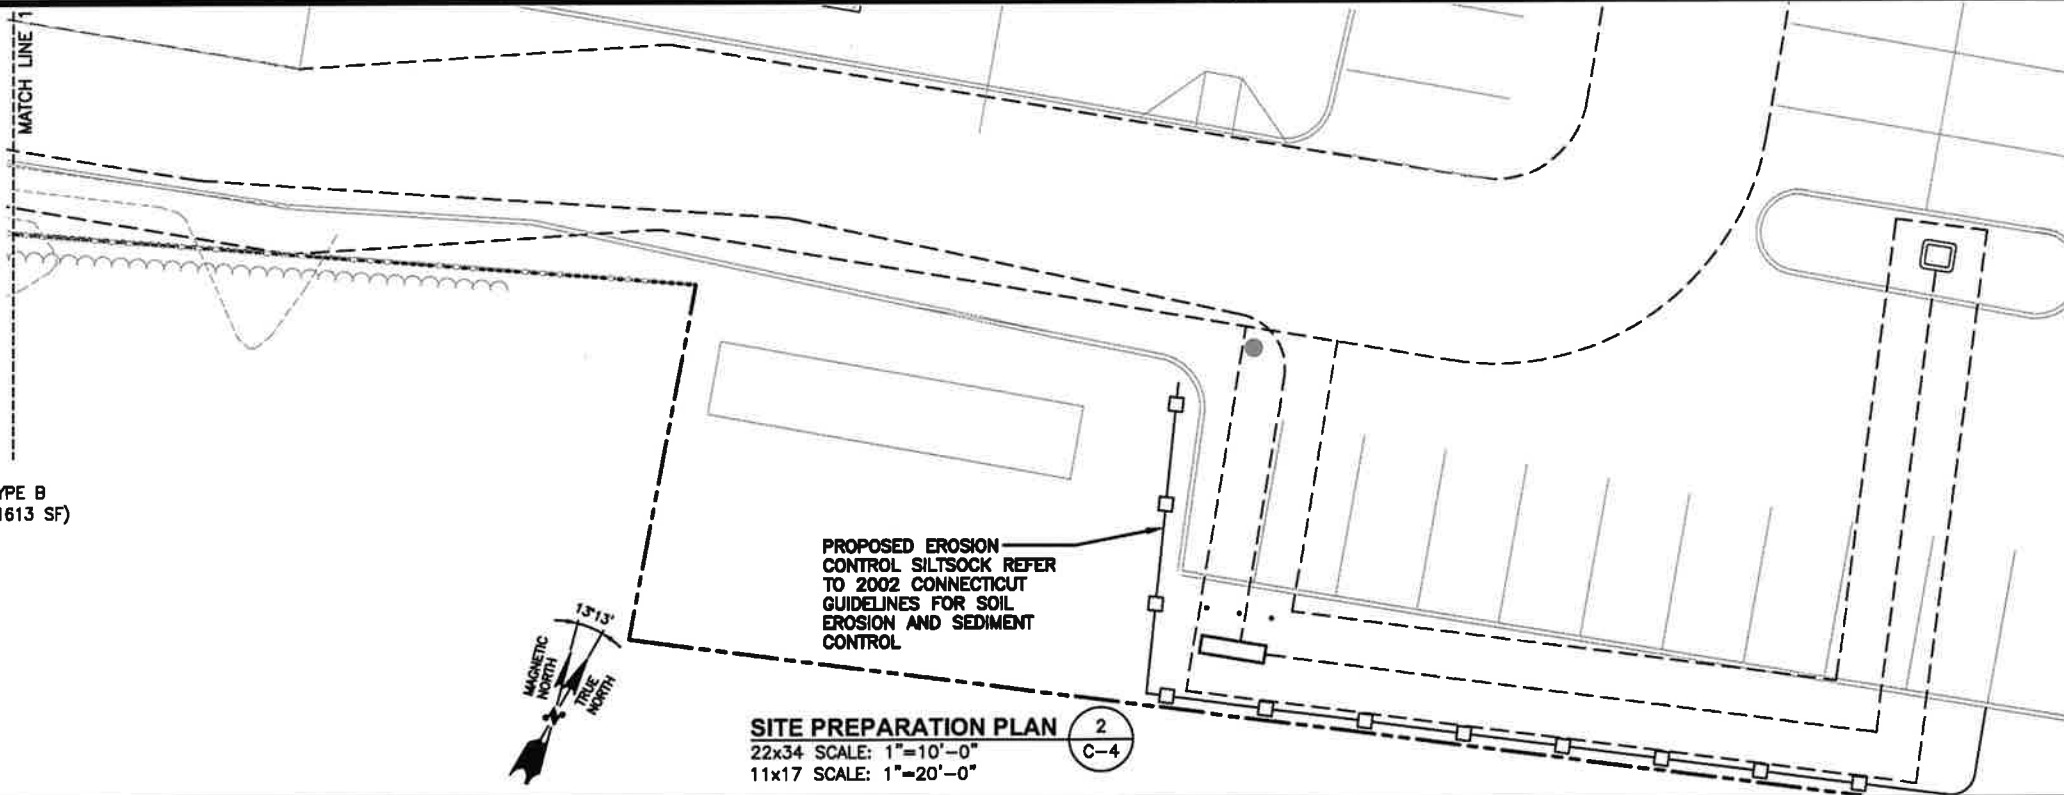 MATCH LINE 1
YPE B
1613 SF)
PROPOSED EROSION
CONTROL SILTSOCK REFER
TO 2002 CONNECTICUT
GUIDELINES FOR SOIL
EROSION AND SEDIMENT
CONTROL
13°13'
MAGNETIC
NORTH
TRUE
NORTH
N
SITE PREPARATION PLAN
22x34 SCALE: 1"=10'-0"
11x17 SCALE: 1"=20'-0"
2
C-4